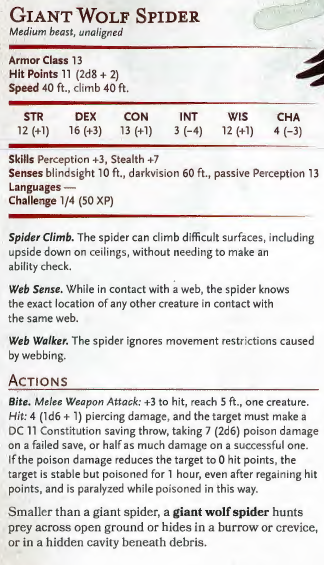 GIANT WOLF SPIDER
Medium beast, unaligned
Armor Class 13
Hit Points 11 (2d8 + 2)
Speed 40 ft., climb 40 ft.
STR DEX CON INT WIS CHA
12 (+1) 16 (+3) 13 (+1) 3 (−4) 12 (+1) 4 (−3)
Skills Perception +3, Stealth +7
Senses blindsight 10 ft., darkvision 60 ft., passive Perception 13
Languages —
Challenge 1/4 (50 XP)
Spider Climb. The spider can climb difficult surfaces, including
upside down on ceilings, without needing to make an
ability check.
Web Sense. While in contact with a web, the spider knows
the exact location of any other creature in contact with
the same web.
Web Walker. The spider ignores movement restrictions caused
by webbing.
ACTIONS
Bite. Melee Weapon Attack: +3 to hit, reach 5 ft., one creature.
Hit: 4 (1d6 + 1) piercing damage, and the target must make a
DC 11 Constitution saving throw, taking 7 (2d6) poison damage
on a failed save, or half as much damage on a successful one.
If the poison damage reduces the target to 0 hit points, the
target is stable but poisoned for 1 hour, even after regaining hit
points, and is paralyzed while poisoned in this way.
Smaller than a giant spider, a giant wolf spider hunts
prey across open ground or hides in a burrow or crevice,
or in a hidden cavity beneath debris.